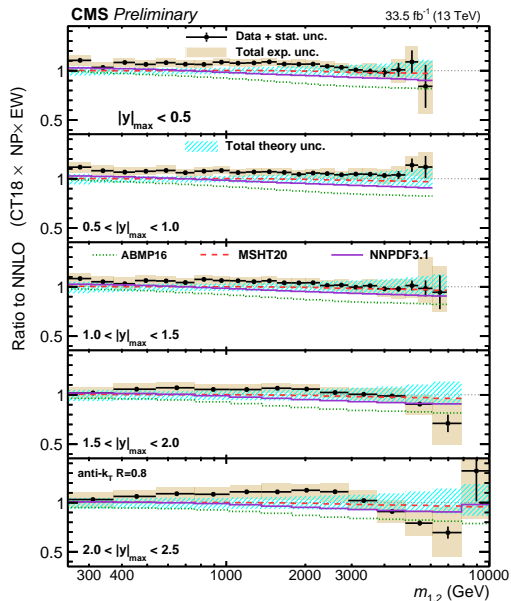 CMS Preliminary 33.5 fb⁻¹ (13 TeV)
Data + stat. unc.
Total exp. unc.
1
0.5
|y|max < 0.5
Total theory unc.
1
0.5
0.5 < |y|max < 1.0
ABMP16 MSHT20 NNPDF3.1
1
0.5
1.0 < |y|max < 1.5
1
0.5
1.5 < |y|max < 2.0
anti-kT R=0.8
1
0.5
2.0 < |y|max < 2.5
300 400 1000 2000 3000 10000
m1,2 (GeV)
Ratio to NNLO (CT18 × NP× EW)